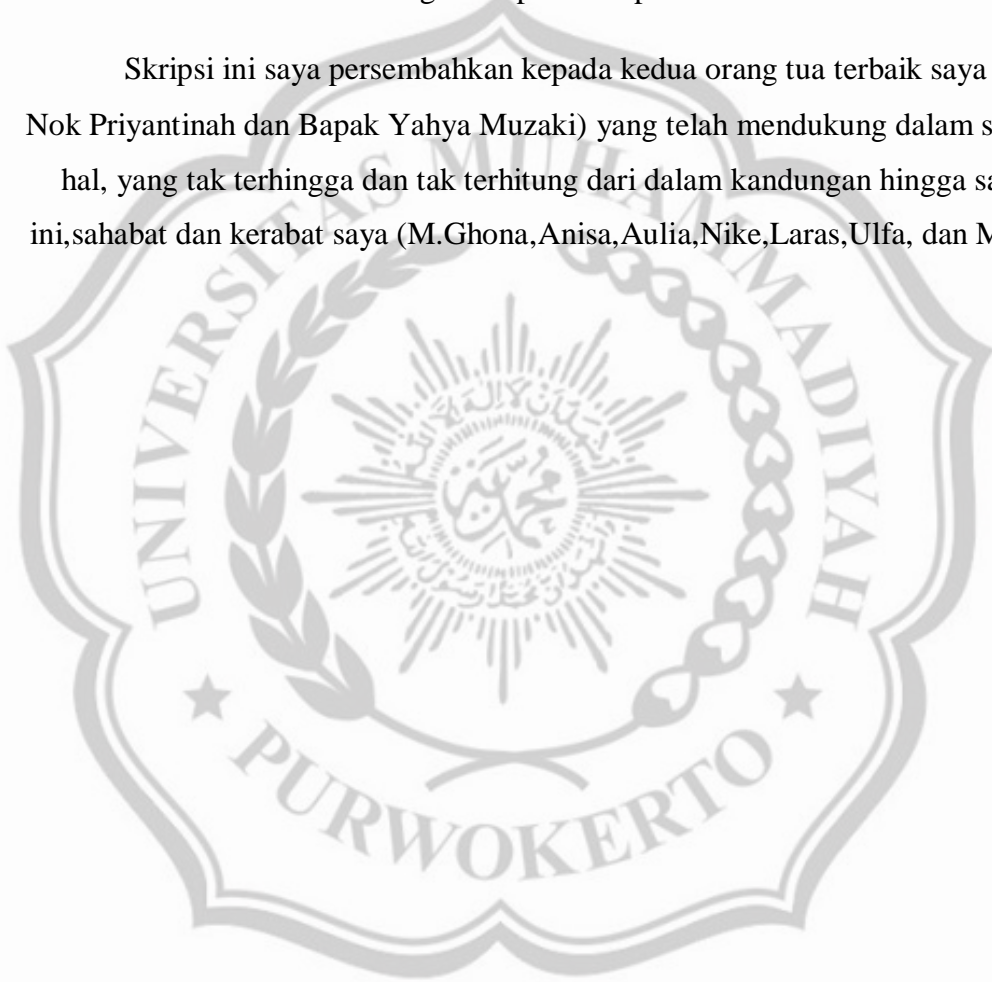 Skripsi ini saya persembahkan kepada kedua orang tua terbaik saya
Nok Priyantinah dan Bapak Yahya Muzaki) yang telah mendukung dalam s
hal, yang tak terhingga dan tak terhitung dari dalam kandungan hingga sa
ini,sahabat dan kerabat saya (M.Ghona,Anisa,Aulia,Nike,Laras,Ulfa, dan M
UNIVERSITAS MUHAMMADIYAH
محمدية
PURWOKERTO